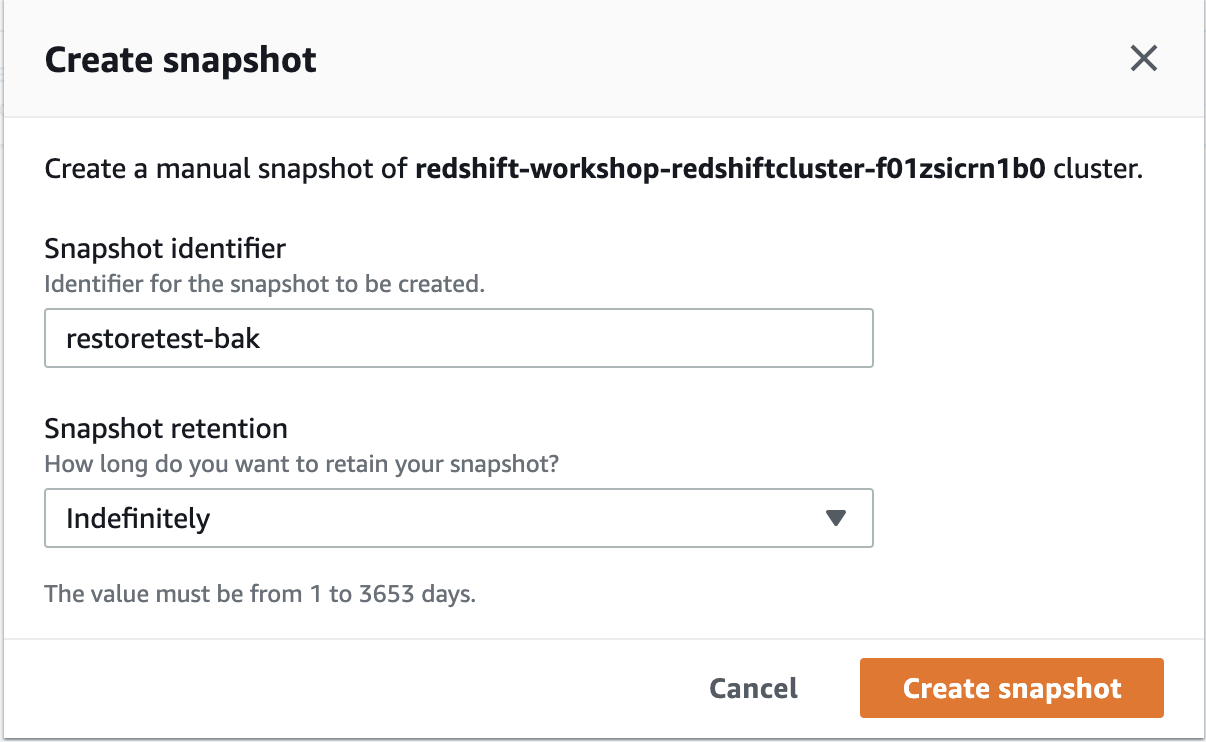 Create snapshot
Create a manual snapshot of redshift-workshop-redshiftcluster-f01zsicrn1b0 cluster.
Snapshot identifier
Identifier for the snapshot to be created.
restoretest-bak
Snapshot retention
How long do you want to retain your snapshot?
Indefinitely
The value must be from 1 to 3653 days.
Cancel
Create snapshot